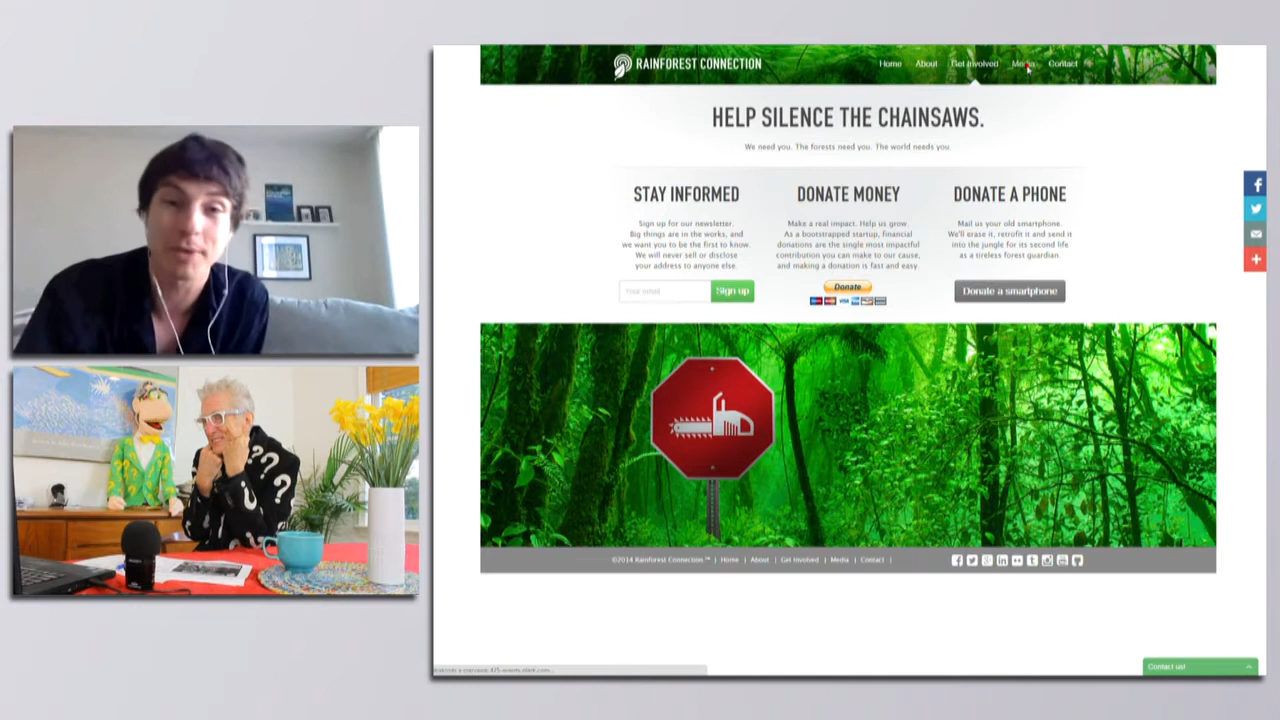 RAINFOREST CONNECTION
Home About Get Involved Media Contact
HELP SILENCE THE CHAINSAWS.
We need you. The forests need you. The world needs you.
STAY INFORMED
Sign up for our newsletter.
Big things are in the works, and
we want you to be the first to know.
We will never sell or disclose
your address to anyone else.
Your email
Sign up
DONATE MONEY
Make a real impact. Help us grow.
As a bootstrapped startup, financial
donations are the single most impactful
contribution you can make to our cause,
and making a donation is fast and easy.
Donate
VISA
DONATE A PHONE
Mail us your old smartphone.
We'll erase it, retrofit it and send it
into the jungle for its second life
as a tireless forest guardian.
Donate a smartphone
©2014 Rainforest Connection ™ | Home | About | Get Involved | Media | Contact |
Contact us!